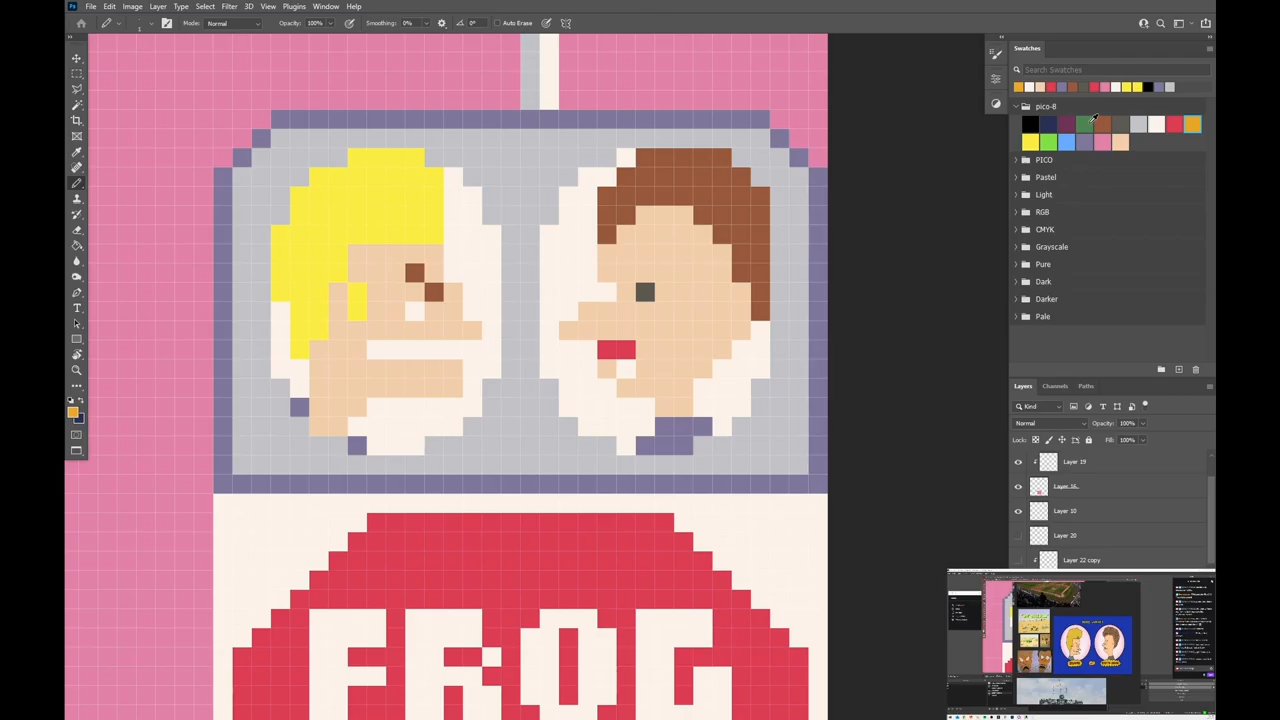 Ps File Edit Image Layer Type Select Filter 3D View Plugins Window Help
Mode: Normal Opacity: 100% Smoothing: 0% 0° Auto Erase
Swatches
Search Swatches
pico-8
PICO
Pastel
Light
RGB
CMYK
Grayscale
Pure
Dark
Darker
Pale
Layers Channels Paths
Kind
Normal Opacity: 100%
Lock: Fill: 100%
Layer 19
Layer 16
Layer 10
Layer 20
Layer 22 copy